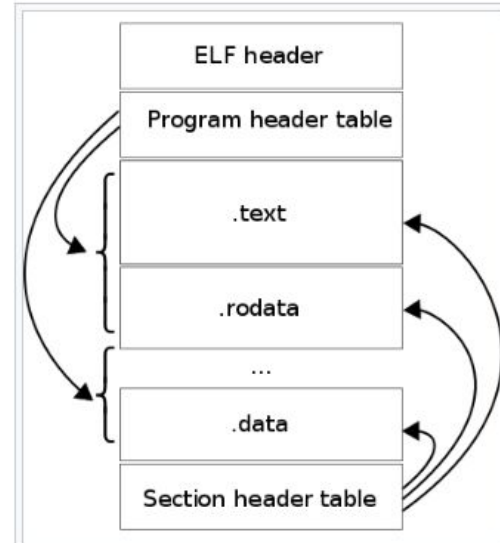 ELF header
Program header table
.text
.rodata
...
.data
Section header table